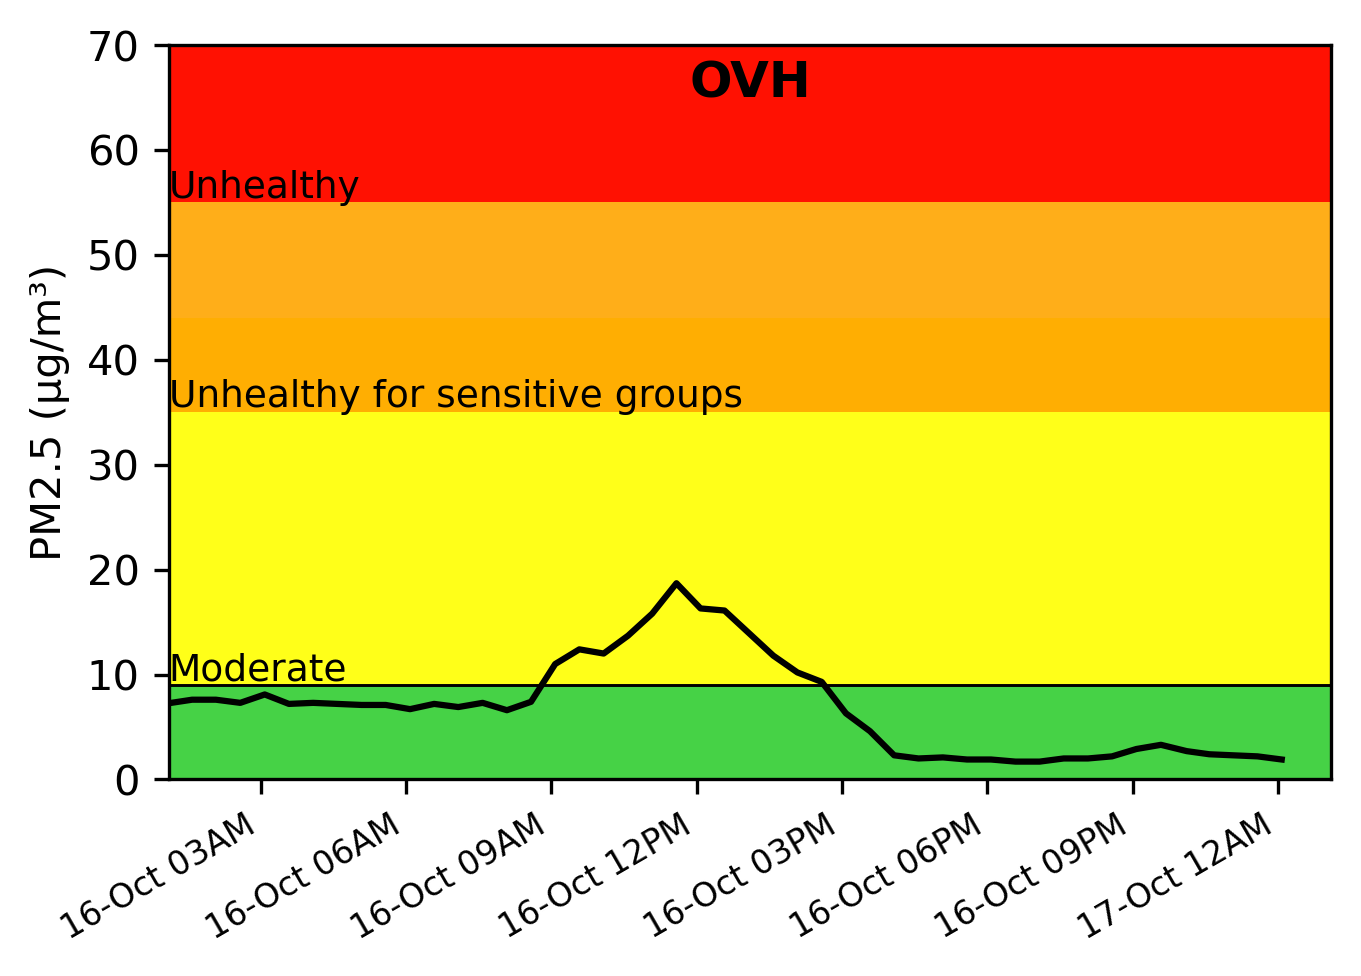 OVH
70
60
50
40
30
20
10
0
PM2.5 (µg/m³)
Unhealthy
Unhealthy for sensitive groups
Moderate
16-Oct 03AM
16-Oct 06AM
16-Oct 09AM
16-Oct 12PM
16-Oct 03PM
16-Oct 06PM
16-Oct 09PM
17-Oct 12AM